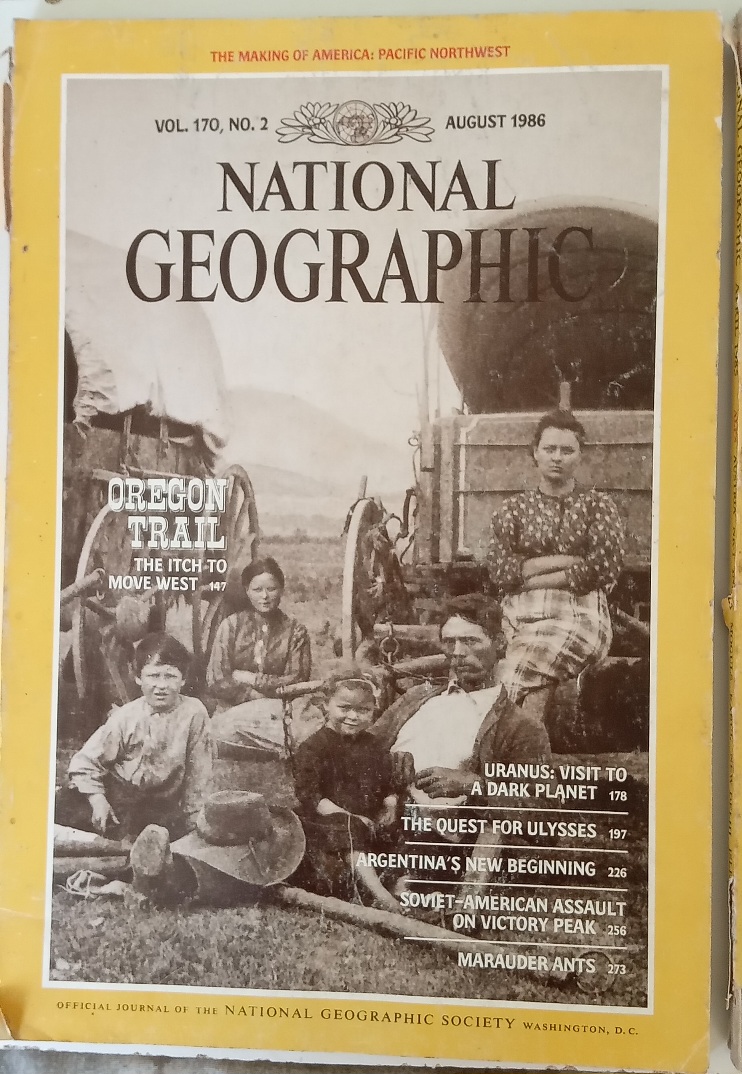 THE MAKING OF AMERICA: PACIFIC NORTHWEST
VOL. 170, NO. 2
AUGUST 1986
NATIONAL
GEOGRAPHIC
OREGON
TRAIL
THE ITCH TO
MOVE WEST 147
URANUS: VISIT TO
A DARK PLANET 178
THE QUEST FOR ULYSSES 197
ARGENTINA'S NEW BEGINNING 226
SOVIET–AMERICAN ASSAULT
ON VICTORY PEAK 256
MARAUDER ANTS 273
OFFICIAL JOURNAL OF THE NATIONAL GEOGRAPHIC SOCIETY WASHINGTON, D.C.